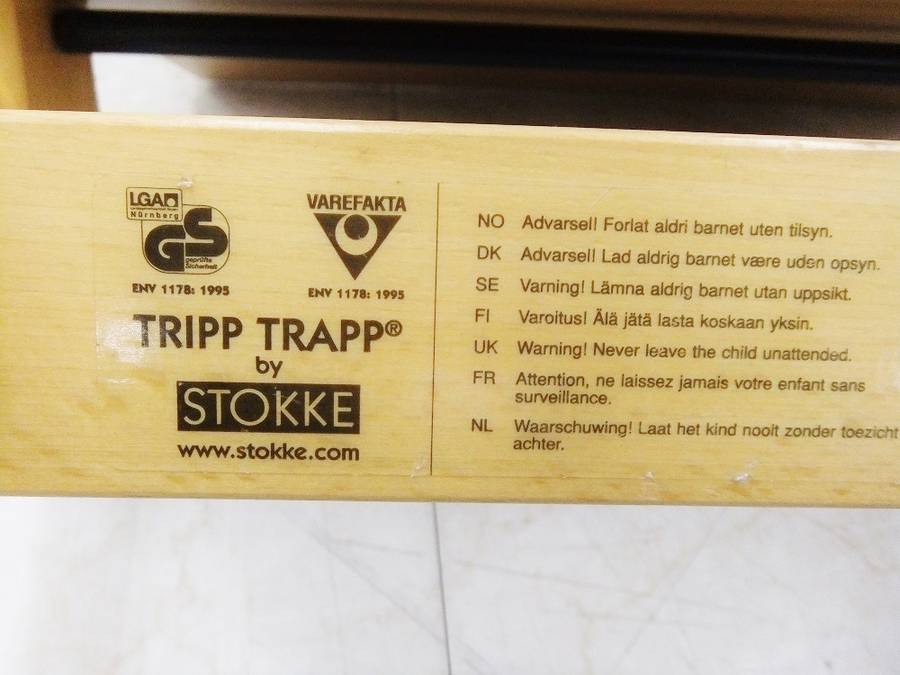 LGA
Nürnberg
GS
geprüfte
Sicherheit
ENV 1178: 1995
VAREFAKTA
ENV 1178: 1995
TRIPP TRAPP®
by
STOKKE
www.stokke.com
NO Advarsel! Forlat aldri barnet uten tilsyn.
DK Advarsel! Lad aldrig barnet være uden opsyn.
SE Varning! Lämna aldrig barnet utan uppsikt.
FI Varoitus! Älä jätä lasta koskaan yksin.
UK Warning! Never leave the child unattended.
FR Attention, ne laissez jamais votre enfant sans
surveillance.
NL Waarschuwing! Laat het kind nooit zonder toezicht
achter.